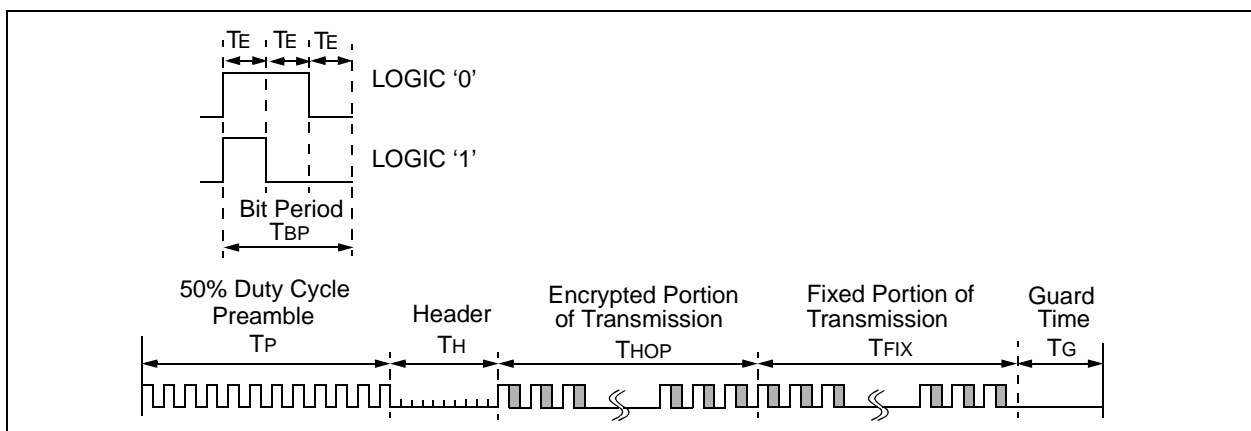 TE TE TE
LOGIC ‘0’
LOGIC ‘1’
Bit Period
TBP
50% Duty Cycle
Preamble
TP
Header
TH
Encrypted Portion
of Transmission
THOP
Fixed Portion of
Transmission
TFIX
Guard
Time
TG